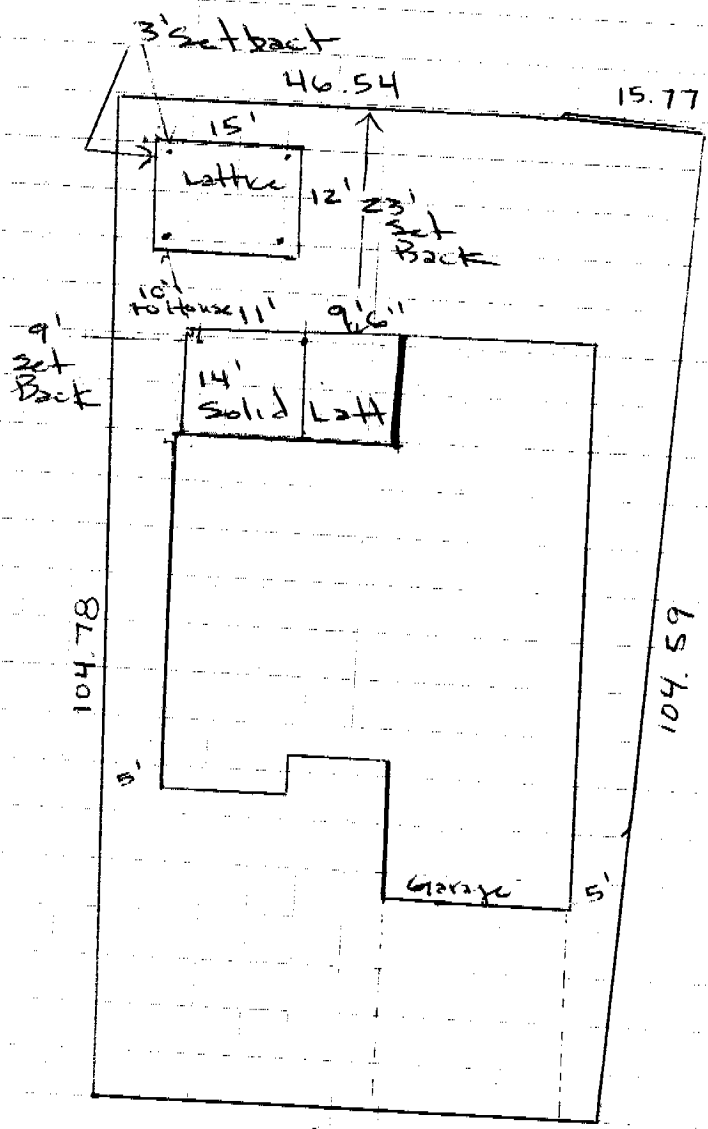 3' Setback
46.54
15.77
15'
Lattice
12'
23'
Set
Back
10'
to House
11'
9'6"
9'
Set
Back
14'
Solid
Latt
104.78
104.59
5'
Garage
5'